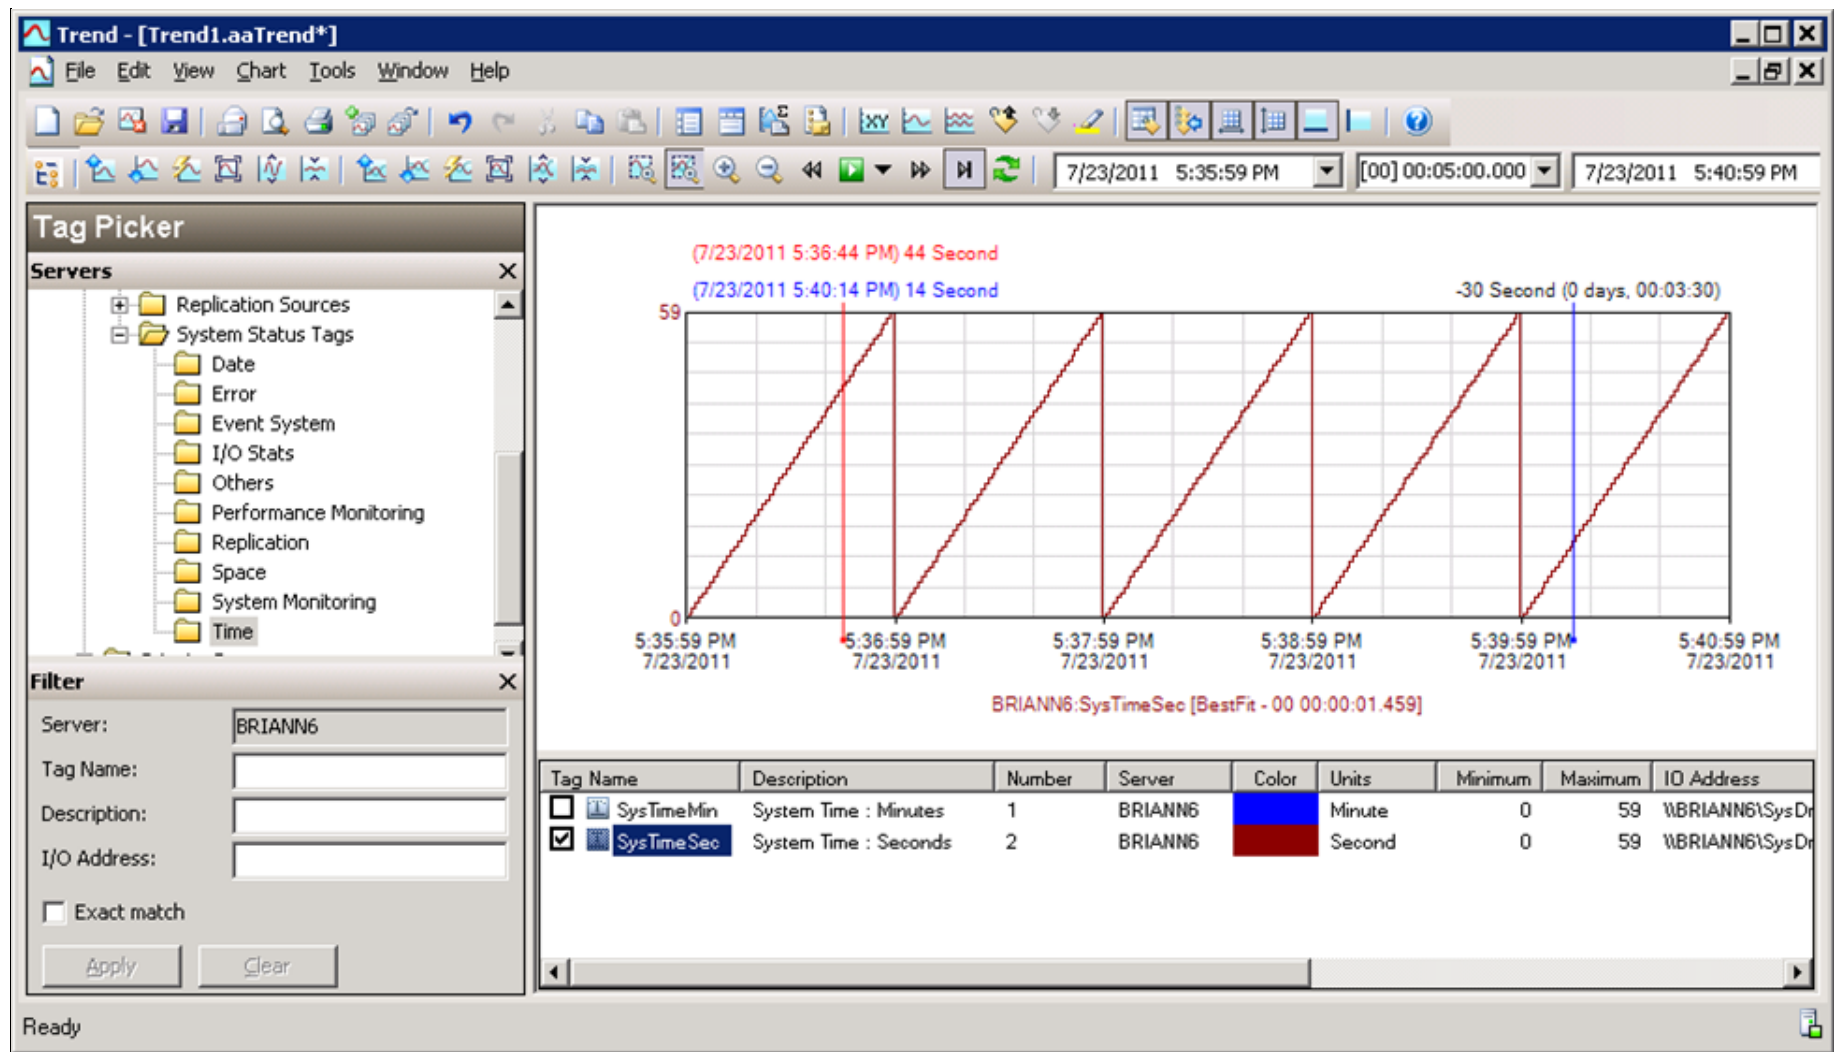 Trend - [Trend1.aaTrend*]
File Edit View Chart Tools Window Help
XY
7/23/2011 5:35:59 PM [00] 00:05:00.000 7/23/2011 5:40:59 PM
Tag Picker
Servers
Replication Sources
System Status Tags
Date
Error
Event System
I/O Stats
Others
Performance Monitoring
Replication
Space
System Monitoring
Time
Filter
Server: BRIANN6
Tag Name:
Description:
I/O Address:
Exact match
Apply Clear
(7/23/2011 5:36:44 PM) 44 Second
(7/23/2011 5:40:14 PM) 14 Second
-30 Second (0 days, 00:03:30)
59
0
5:35:59 PM 5:36:59 PM 5:37:59 PM 5:38:59 PM 5:39:59 PM 5:40:59 PM
7/23/2011 7/23/2011 7/23/2011 7/23/2011 7/23/2011 7/23/2011
BRIANN6:SysTimeSec [BestFit - 00 00:00:01.459]
Tag Name Description Number Server Color Units Minimum Maximum IO Address
SysTimeMin System Time : Minutes 1 BRIANN6 Minute 0 59 \\BRIANN6\SysDr
SysTimeSec System Time : Seconds 2 BRIANN6 Second 0 59 \\BRIANN6\SysDr
Ready